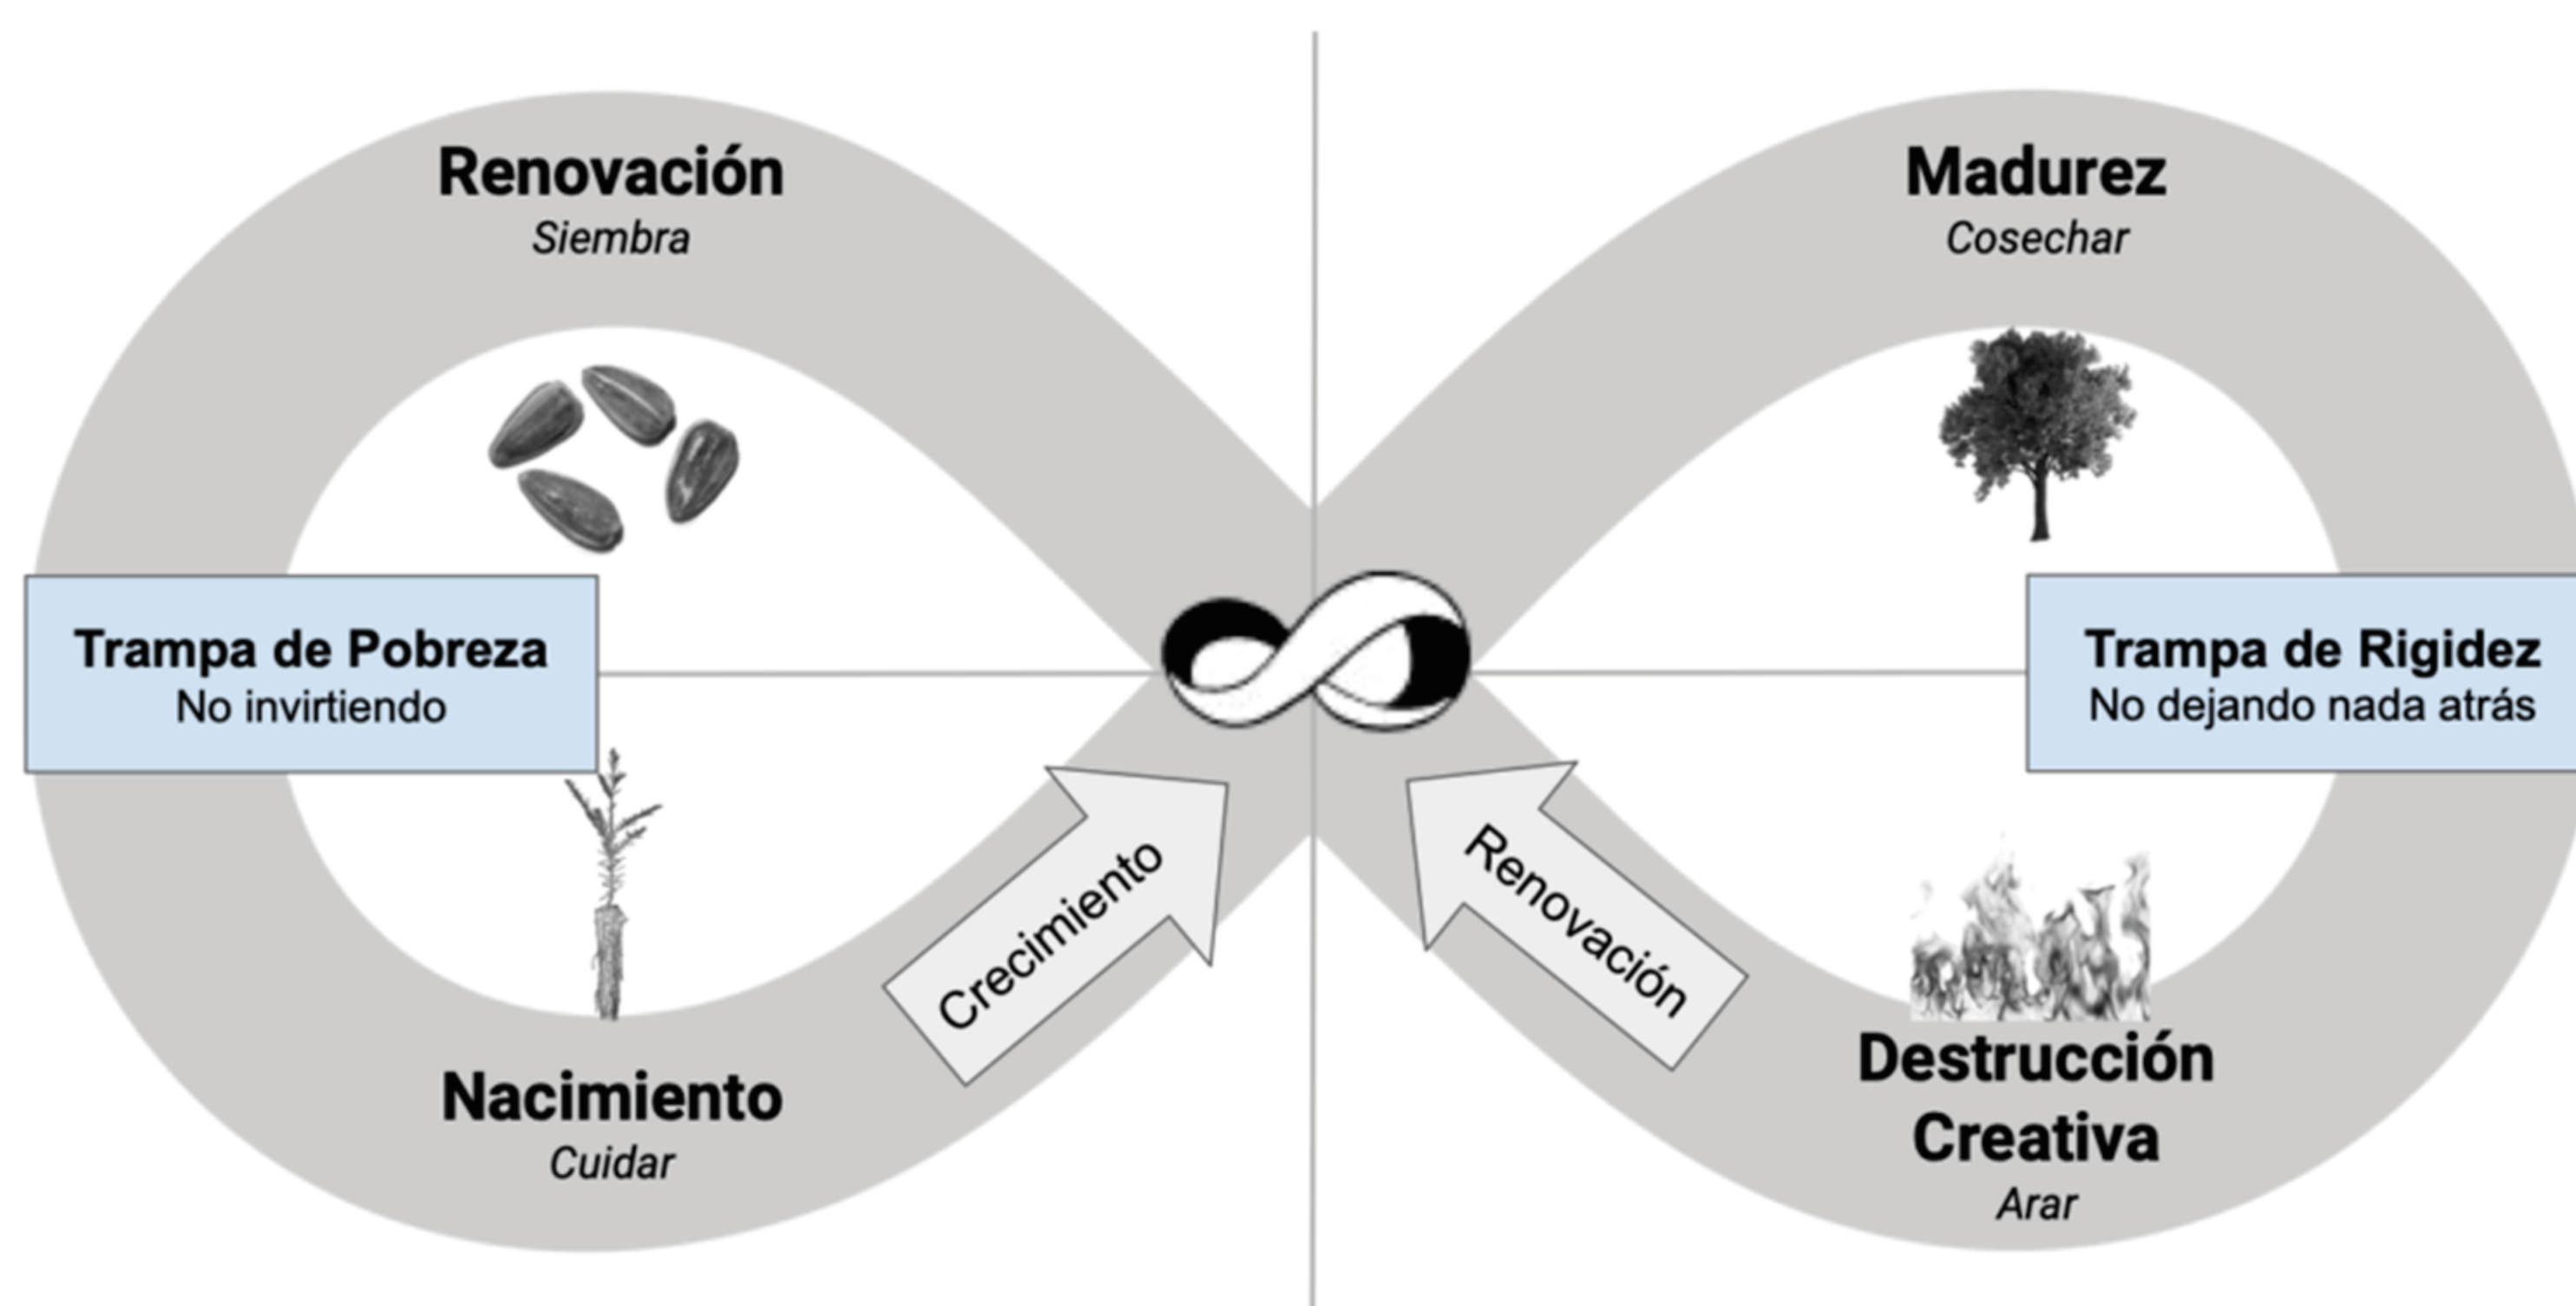 Renovación
Siembra
Madurez
Cosechar
Trampa de Pobreza
No invirtiendo
Trampa de Rigidez
No dejando nada atrás
Crecimiento
Renovación
Nacimiento
Cuidar
Destrucción
Creativa
Arar